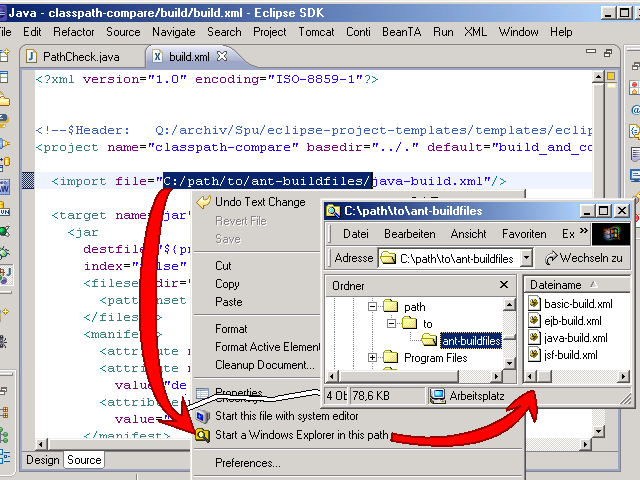 Java - classpath-compare/build/build.xml - Eclipse SDK
File Edit Refactor Source Navigate Search Project Tomcat Conti BeanTA Run XML Window Help
PathCheck.java build.xml
<?xml version="1.0" encoding="ISO-8859-1"?>
<!--$Header: Q:/archiv/Spu/eclipse-project-templates/templates/eclip
<project name="classpath-compare" basedir="../." default="build_and_co
<import file="C:/path/to/ant-buildfiles/java-build.xml"/>
<target name="jar"
<jar
destfile="${pr
index="false"
<fileset dir="
<patternset
</fileset>
<manifest>
<attribute n
<attribute n
value="de
<attribute
value="
</manifest>
Design Source
Undo Text Change
Revert File
Save
Cut
Copy
Paste
Format
Format Active Element
Cleanup Document...
Properties
Start this file with system editor
Start a Windows Explorer in this path
Preferences...
C:\path\to\ant-buildfiles
Datei Bearbeiten Ansicht Favoriten Ex »
Adresse C:\path\to\ant-buildfiles Wechseln zu
Ordner
path
to
ant-buildfiles
Program Files
Dateiname
basic-build.xml
ejb-build.xml
java-build.xml
jsf-build.xml
4 Ob 78,6 KB Arbeitsplatz